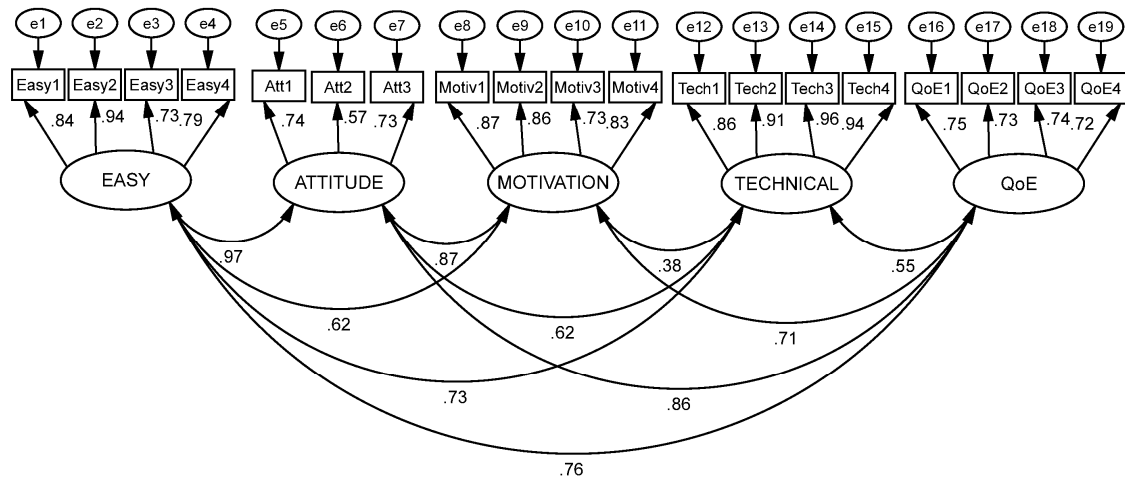 e1 e2 e3 e4 e5 e6 e7 e8 e9 e10 e11 e12 e13 e14 e15 e16 e17 e18 e19
Easy1 Easy2 Easy3 Easy4 Att1 Att2 Att3 Motiv1 Motiv2 Motiv3 Motiv4 Tech1 Tech2 Tech3 Tech4 QoE1 QoE2 QoE3 QoE4
.84 .94 .73 .79 .74 .57 .73 .87 .86 .73 .83 .86 .91 .96 .94 .75 .73 .74 .72
EASY ATTITUDE MOTIVATION TECHNICAL QoE
.97 .87 .38 .55
.62 .62 .71
.73 .86
.76